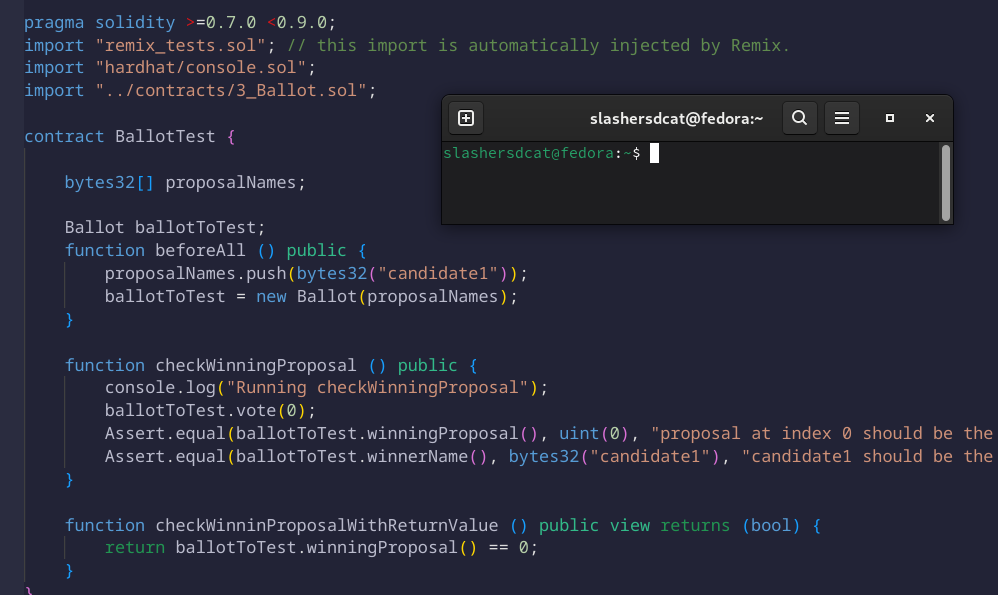 pragma solidity >=0.7.0 <0.9.0;
import "remix_tests.sol"; // this import is automatically injected by Remix.
import "hardhat/console.sol";
import "../contracts/3_Ballot.sol";
contract BallotTest {
bytes32[] proposalNames;
Ballot ballotToTest;
function beforeAll () public {
proposalNames.push(bytes32("candidate1"));
ballotToTest = new Ballot(proposalNames);
}
function checkWinningProposal () public {
console.log("Running checkWinningProposal");
ballotToTest.vote(0);
Assert.equal(ballotToTest.winningProposal(), uint(0), "proposal at index 0 should be the
Assert.equal(ballotToTest.winnerName(), bytes32("candidate1"), "candidate1 should be the
}
function checkWinninProposalWithReturnValue () public view returns (bool) {
return ballotToTest.winningProposal() == 0;
}
}
slashersdcat@fedora:~
slashersdcat@fedora:~$